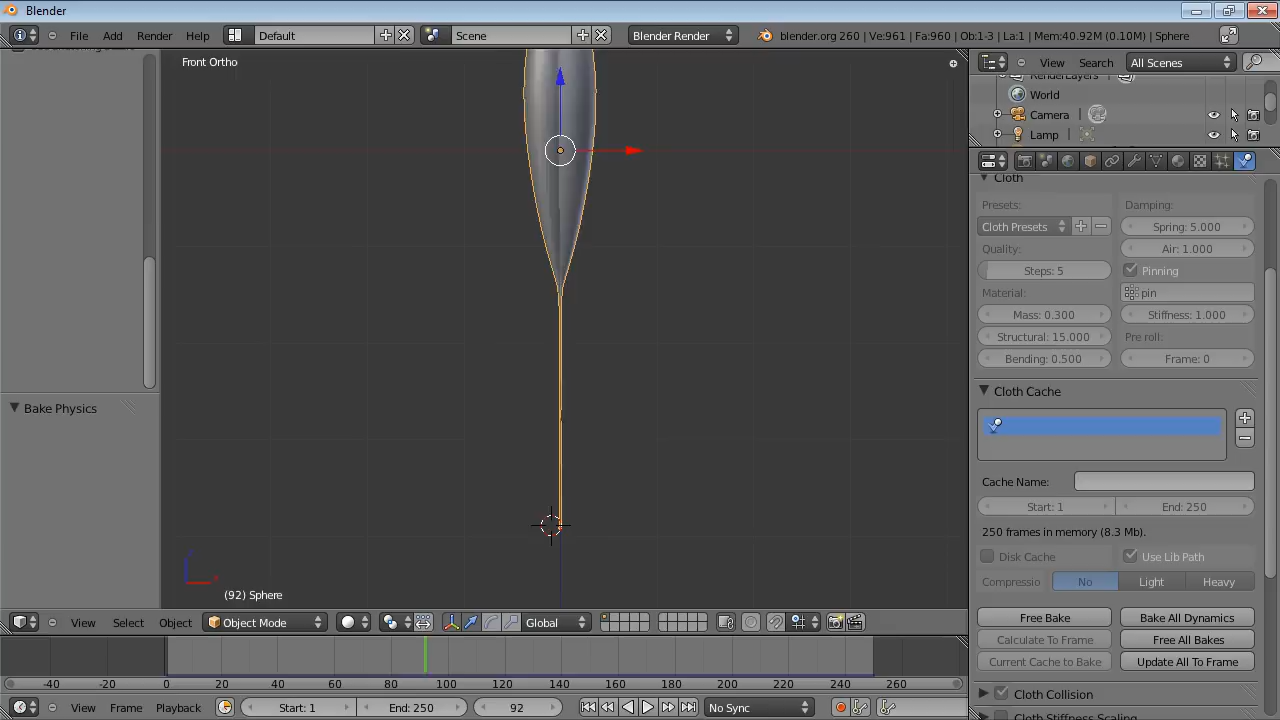 Blender
File Add Render Help Default Scene Blender Render blender.org 260 | Ve:961 | Fa:960 | Ob:1-3 | La:1 | Mem:40.92M (0.10M) | Sphere
Front Ortho
View Search All Scenes
RenderLayers
World
Camera
Lamp
Cloth
Presets: Damping:
Cloth Presets Spring: 5.000
Quality: Air: 1.000
Steps: 5 Pinning
Material: pin
Mass: 0.300 Stiffness: 1.000
Structural: 15.000 Pre roll:
Bending: 0.500 Frame: 0
Cloth Cache
Bake Physics
Cache Name:
Start: 1 End: 250
250 frames in memory (8.3 Mb).
Disk Cache Use Lib Path
Compressio No Light Heavy
Free Bake Bake All Dynamics
Calculate To Frame Free All Bakes
Current Cache to Bake Update All To Frame
Cloth Collision
Cloth Stiffness Scaling
(92) Sphere
View Select Object Object Mode Global
-40 -20 0 20 40 60 80 100 120 140 160 180 200 220 240 260
View Frame Playback Start: 1 End: 250 92 No Sync